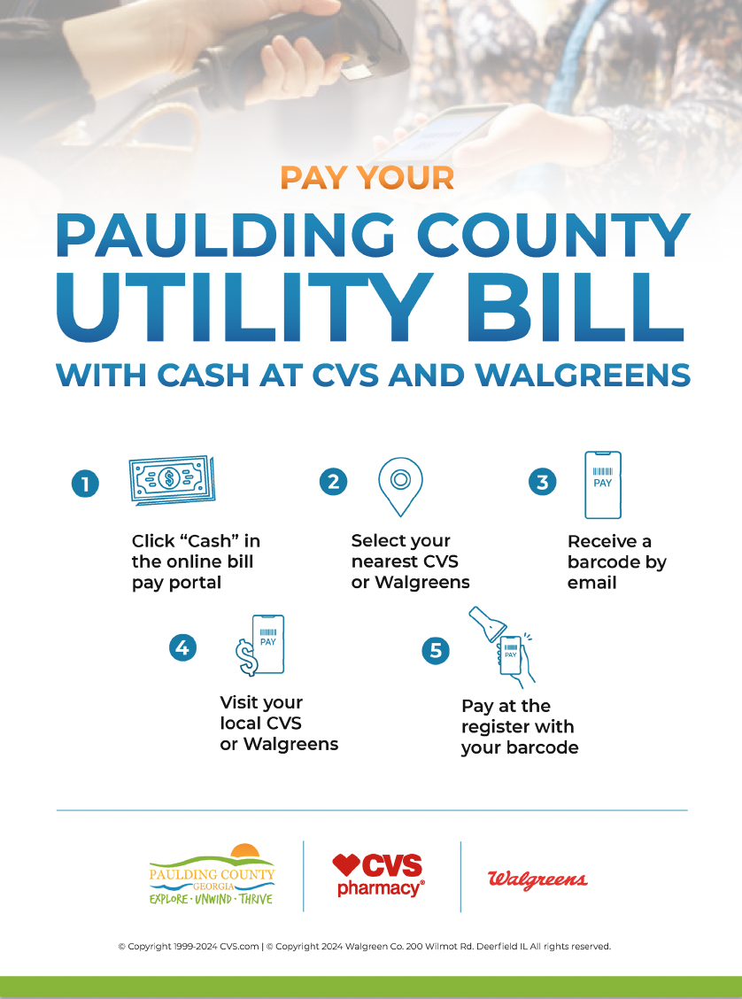 PAY YOUR
PAULDING COUNTY
UTILITY BILL
WITH CASH AT CVS AND WALGREENS
1
Click “Cash” in
the online bill
pay portal
2
Select your
nearest CVS
or Walgreens
3
PAY
Receive a
barcode by
email
4
PAY
Visit your
local CVS
or Walgreens
5
PAY
Pay at the
register with
your barcode
PAULDING COUNTY
GEORGIA
EXPLORE · UNWIND · THRIVE
CVS
pharmacy®
Walgreens
© Copyright 1999-2024 CVS.com | © Copyright 2024 Walgreen Co. 200 Wilmot Rd. Deerfield IL All rights reserved.